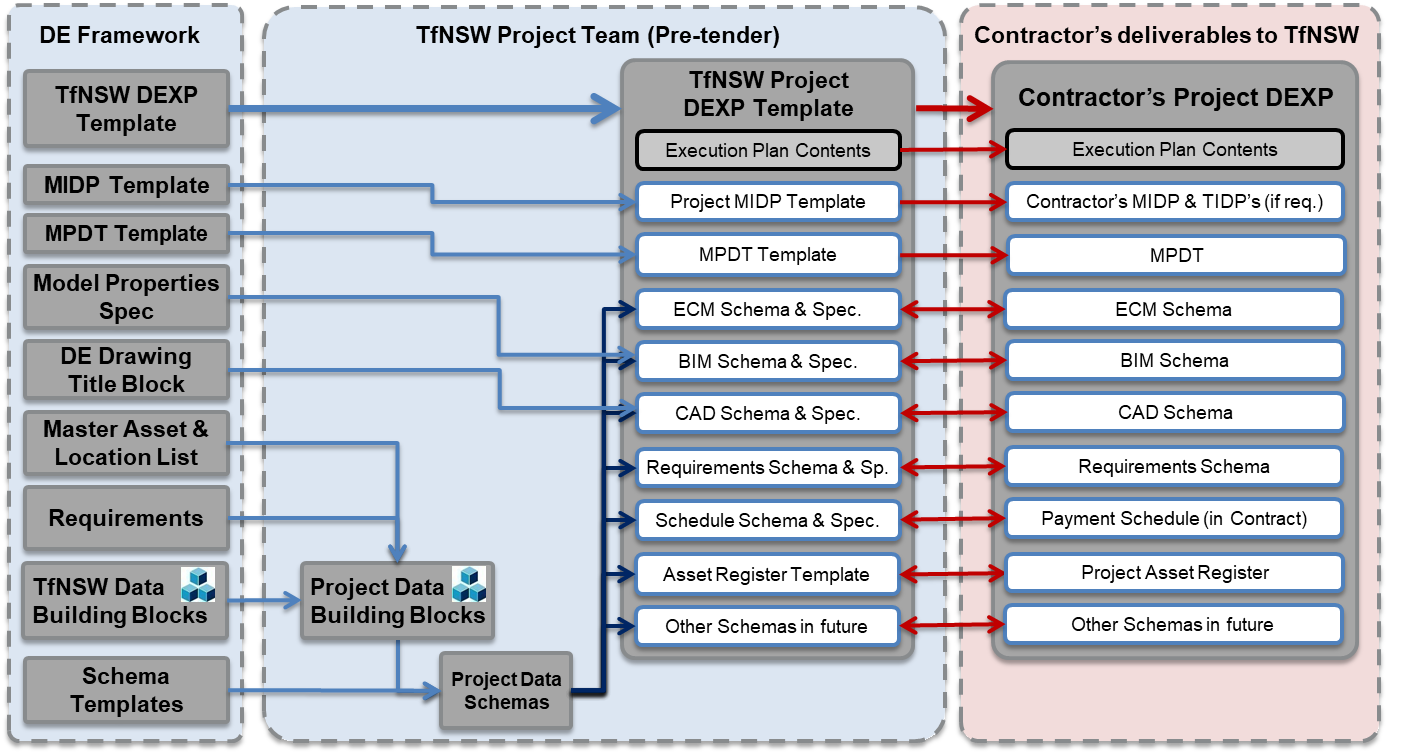 DE Framework
TfNSW DEXP
Template
MIDP Template
MPDT Template
Model Properties
Spec
DE Drawing
Title Block
Master Asset &
Location List
Requirements
TfNSW Data
Building Blocks
Schema
Templates
TfNSW Project Team (Pre-tender)
Project Data
Building Blocks
Project Data
Schemas
TfNSW Project
DEXP Template
Execution Plan Contents
Project MIDP Template
MPDT Template
ECM Schema & Spec.
BIM Schema & Spec.
CAD Schema & Spec.
Requirements Schema & Sp.
Schedule Schema & Spec.
Asset Register Template
Other Schemas in future
Contractor's deliverables to TfNSW
Contractor's Project DEXP
Execution Plan Contents
Contractor's MIDP & TIDP's (if req.)
MPDT
ECM Schema
BIM Schema
CAD Schema
Requirements Schema
Payment Schedule (in Contract)
Project Asset Register
Other Schemas in future